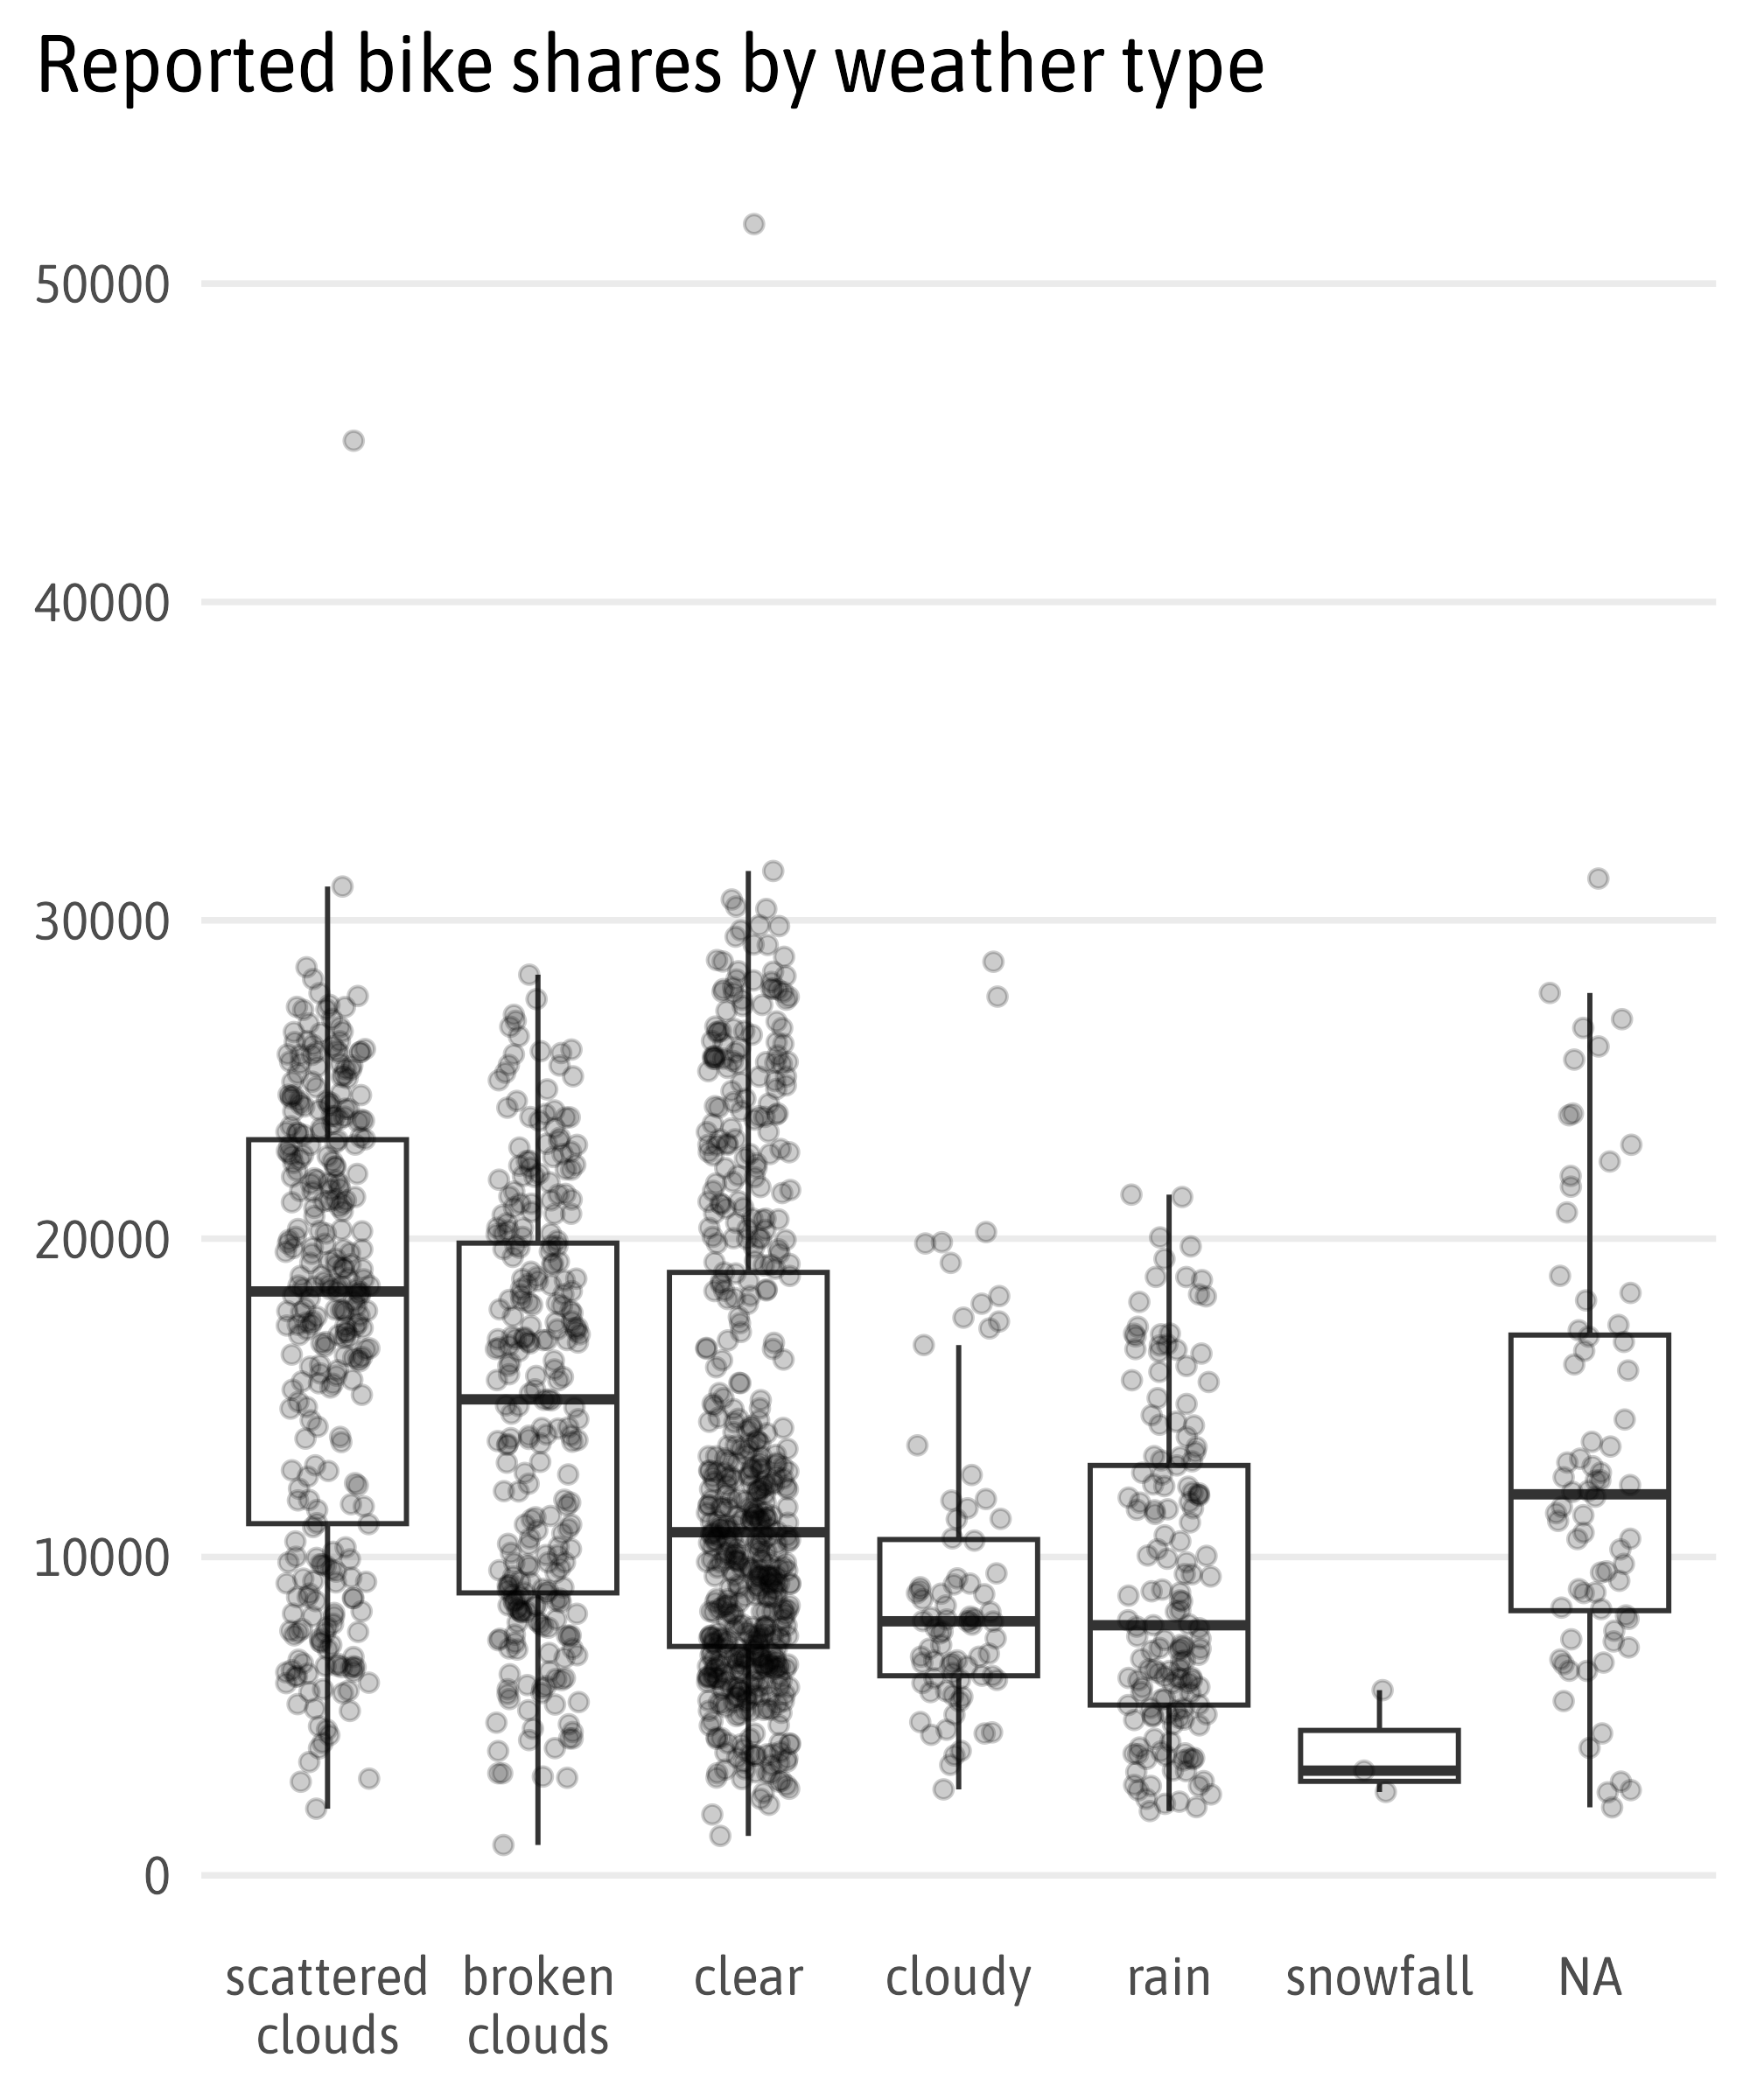 Reported bike shares by weather type
50000
40000
30000
20000
10000
0
scattered clouds
broken clouds
clear
cloudy
rain
snowfall
NA